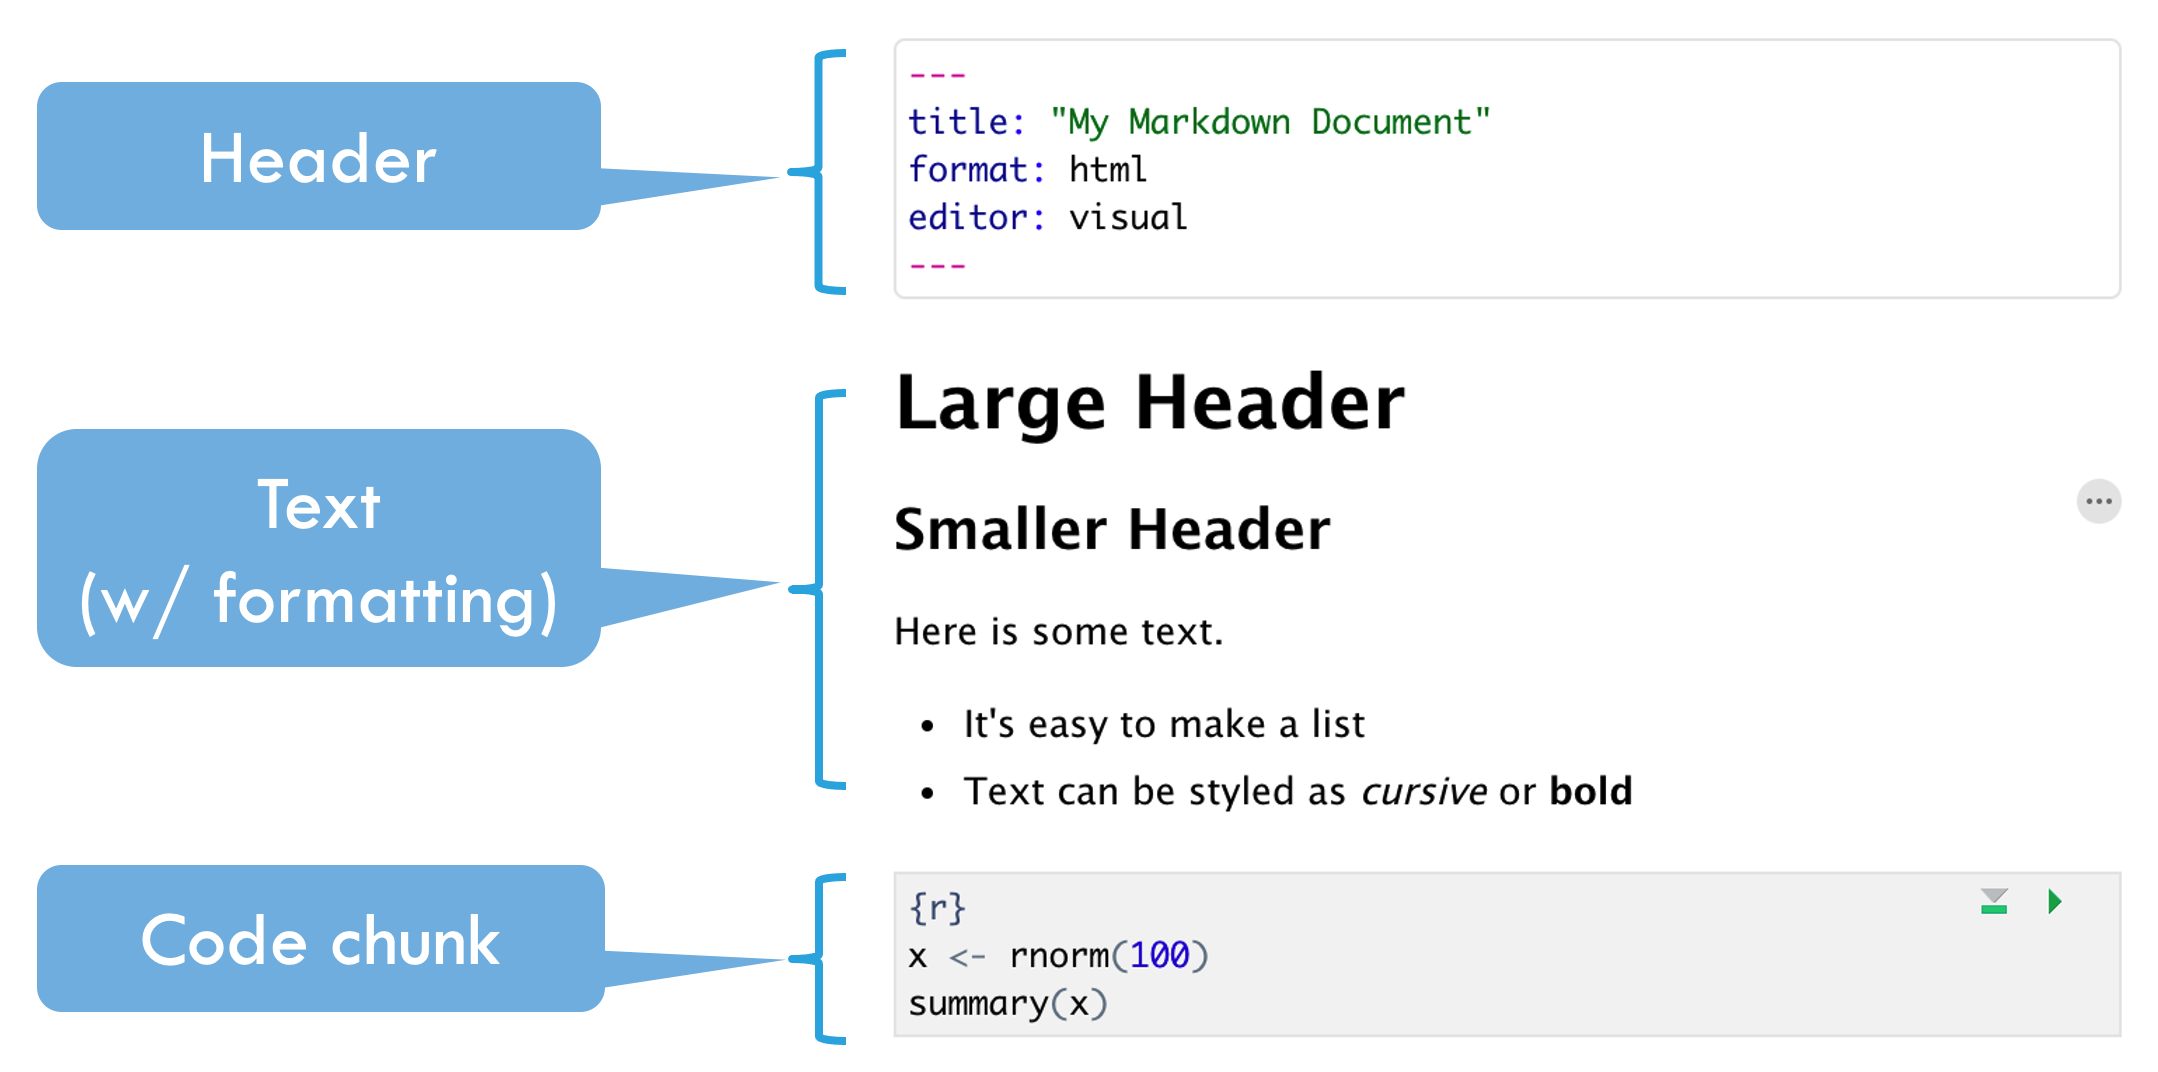 Header
---
title: "My Markdown Document"
format: html
editor: visual
---
Text
(w/ formatting)
Large Header
Smaller Header
Here is some text.
• It's easy to make a list
• Text can be styled as cursive or bold
Code chunk
{r}
x <- rnorm(100)
summary(x)